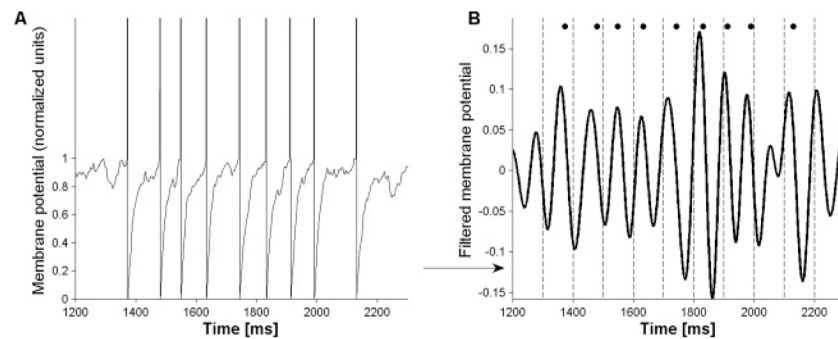 A
Membrane potential (normalized units)
1
0.8
0.6
0.4
0.2
0
1200 1400 1600 1800 2000 2200
Time [ms]
B
Filtered membrane potential
0.15
0.1
0.05
0
-0.05
-0.1
-0.15
1200 1400 1600 1800 2000 2200
Time [ms]